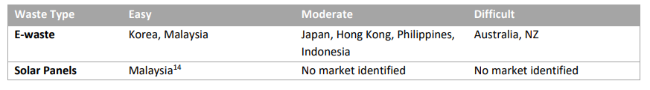 Waste Type Easy Moderate Difficult
E-waste Korea, Malaysia Japan, Hong Kong, Philippines, Australia, NZ
Indonesia
Solar Panels Malaysia14 No market identified No market identified